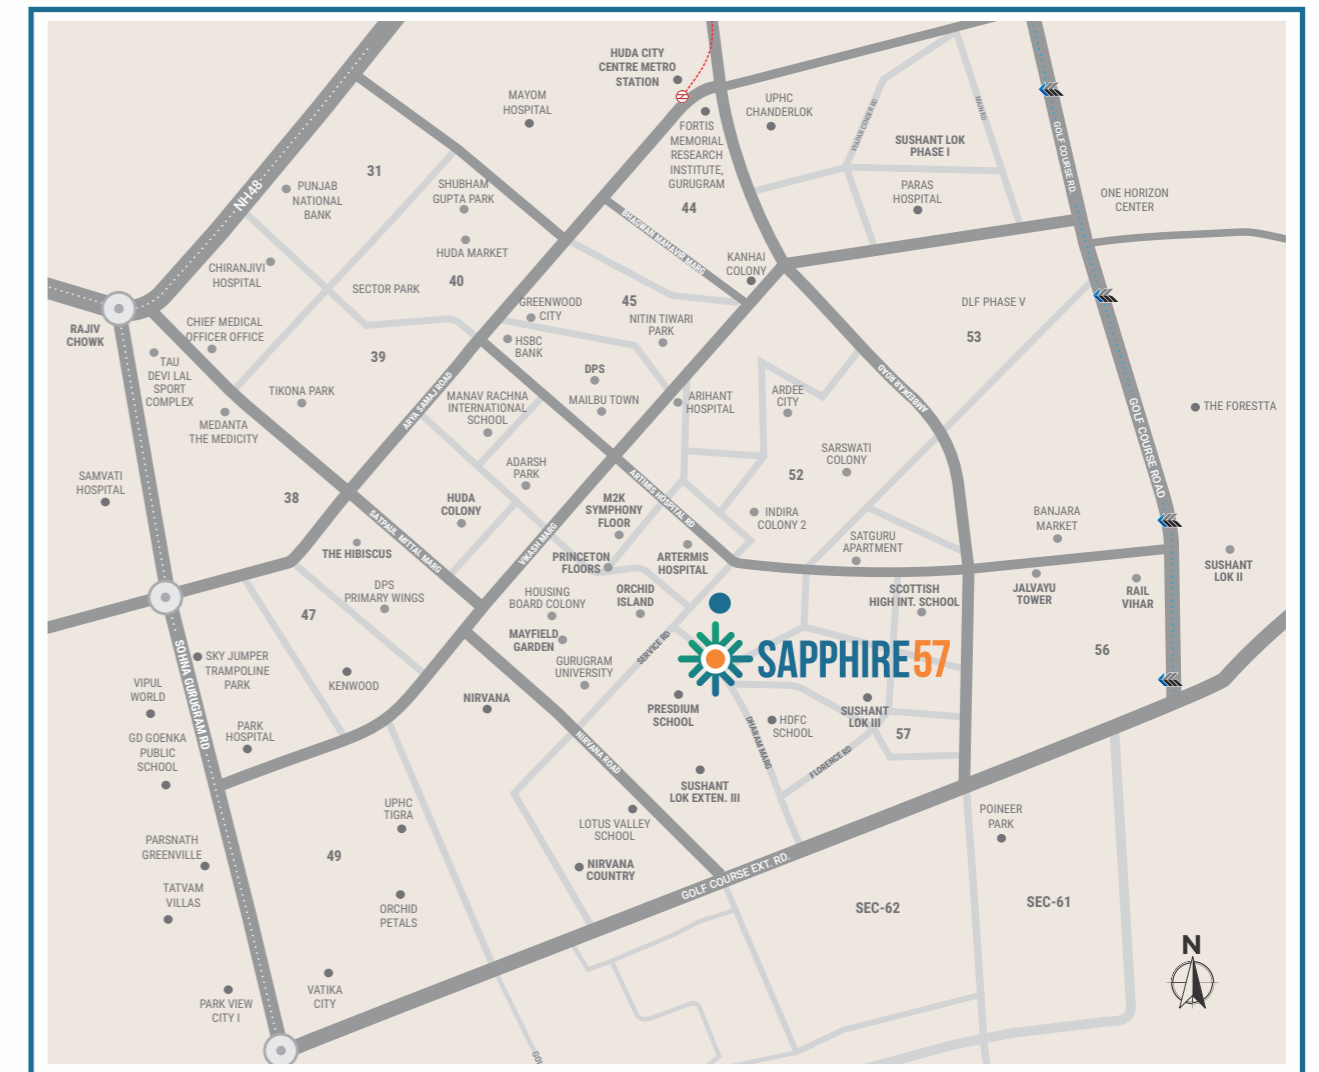 HUDA CITY
CENTRE METRO
STATION
MAYOM
HOSPITAL
UPHC
CHANDERLOK
FORTIS
MEMORIAL
RESEARCH
INSTITUTE,
GURUGRAM
44
VYAPAR CENDER RD
MAIN RD
SUSHANT LOK
PHASE I
PARAS
HOSPITAL
GOLF COURSE RD.
ONE HORIZON
CENTER
31
NH48
PUNJAB
NATIONAL
BANK
SHUBHAM
GUPTA PARK
HUDA MARKET
40
BHAGWAN MAHAVIR MARG
KANHAI
COLONY
CHIRANJIVI
HOSPITAL
SECTOR PARK
GREENWOOD
CITY
45
NITIN TIWARI
PARK
DLF PHASE V
53
RAJIV
CHOWK
CHIEF MEDICAL
OFFICER OFFICE
TAU
DEVI LAL
SPORT
COMPLEX
39
HSBC
BANK
DPS
MAILBU TOWN
TIKONA PARK
ARYA SAMAJ ROAD
MANAV RACHNA
INTERNATIONAL
SCHOOL
ARIHANT
HOSPITAL
ARDEE
CITY
AMBEDKAR ROAD
GOLF COURSE ROAD
THE FORESTTA
MEDANTA
THE MEDICITY
SAMVATI
HOSPITAL
38
ADARSH
PARK
SARSWATI
COLONY
52
HUDA
COLONY
M2K
SYMPHONY
FLOOR
ARTIMIS HOSPITAL RD
INDIRA
COLONY 2
BANJARA
MARKET
SATPAUL MITTAL MARG
VIKASH MARG
THE HIBISCUS
PRINCETON
FLOORS
ARTERMIS
HOSPITAL
SATGURU
APARTMENT
SUSHANT
LOK II
DPS
PRIMARY WINGS
47
HOUSING
BOARD COLONY
ORCHID
ISLAND
SCOTTISH
HIGH INT. SCHOOL
JALVAYU
TOWER
RAIL
VIHAR
MAYFIELD
GARDEN
SERVICE RD
SAPPHIRE 57
56
SOHNA GURUGRAM RD
SKY JUMPER
TRAMPOLINE
PARK
KENWOOD
GURUGRAM
UNIVERSITY
VIPUL
WORLD
NIRVANA
PRESDIUM
SCHOOL
SUSHANT
LOK III
HDFC
SCHOOL
57
GD GOENKA
PUBLIC
SCHOOL
PARK
HOSPITAL
NIRVANA ROAD
DHARAM MARG
FLORENCE RD
SUSHANT
LOK EXTEN. III
UPHC
TIGRA
LOTUS VALLEY
SCHOOL
POINEER
PARK
PARSNATH
GREENVILLE
49
NIRVANA
COUNTRY
GOLF COURSE EXT. RD.
TATVAM
VILLAS
ORCHID
PETALS
SEC-62
SEC-61
N
VATIKA
CITY
PARK VIEW
CITY I